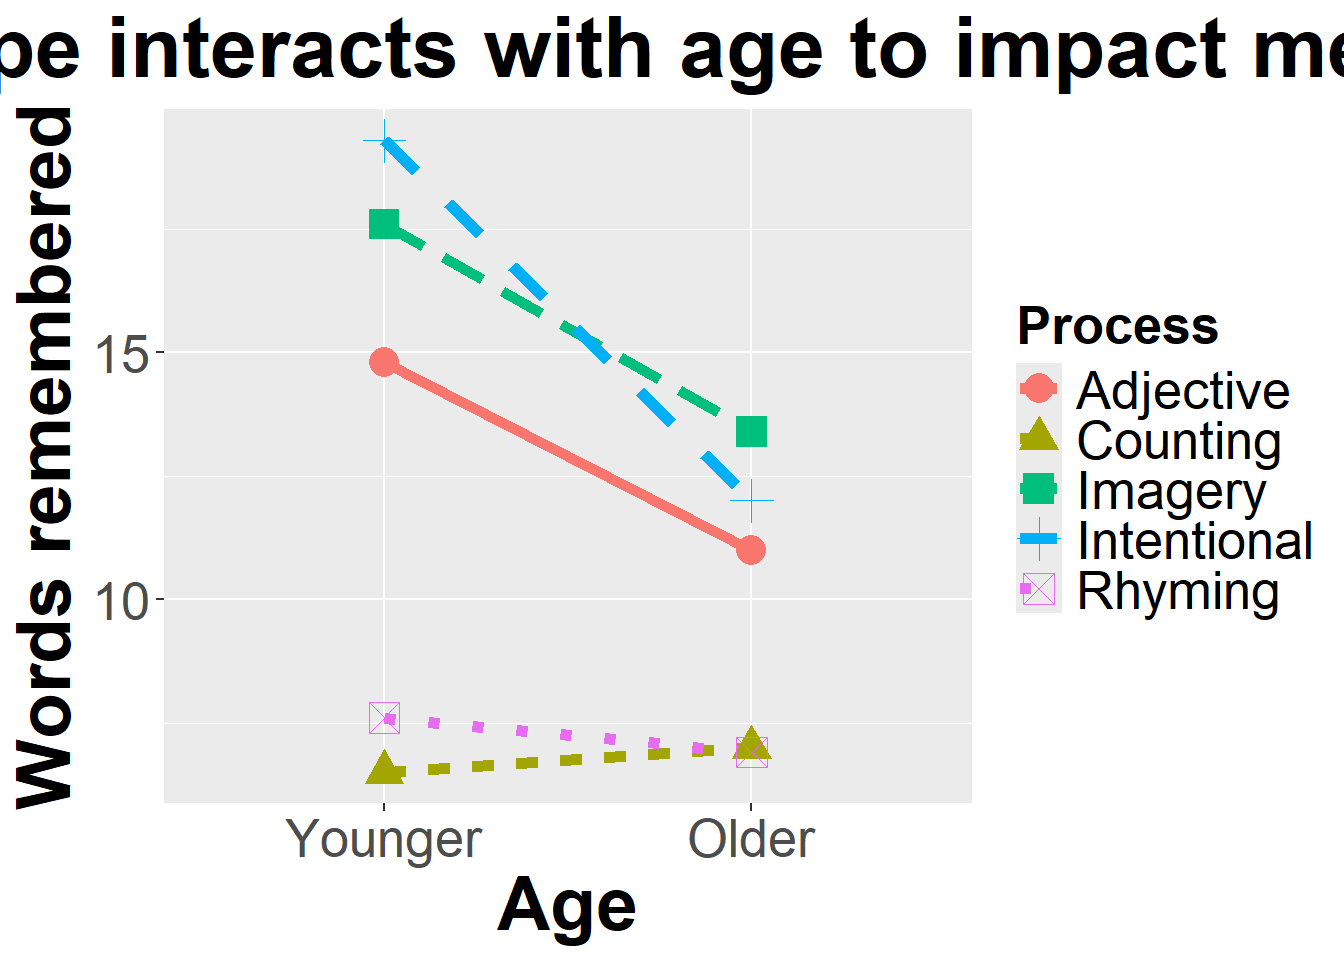 pe interacts with age to impact me
Words remembered
15
10
Younger
Older
Age
Process
Adjective
Counting
Imagery
Intentional
Rhyming